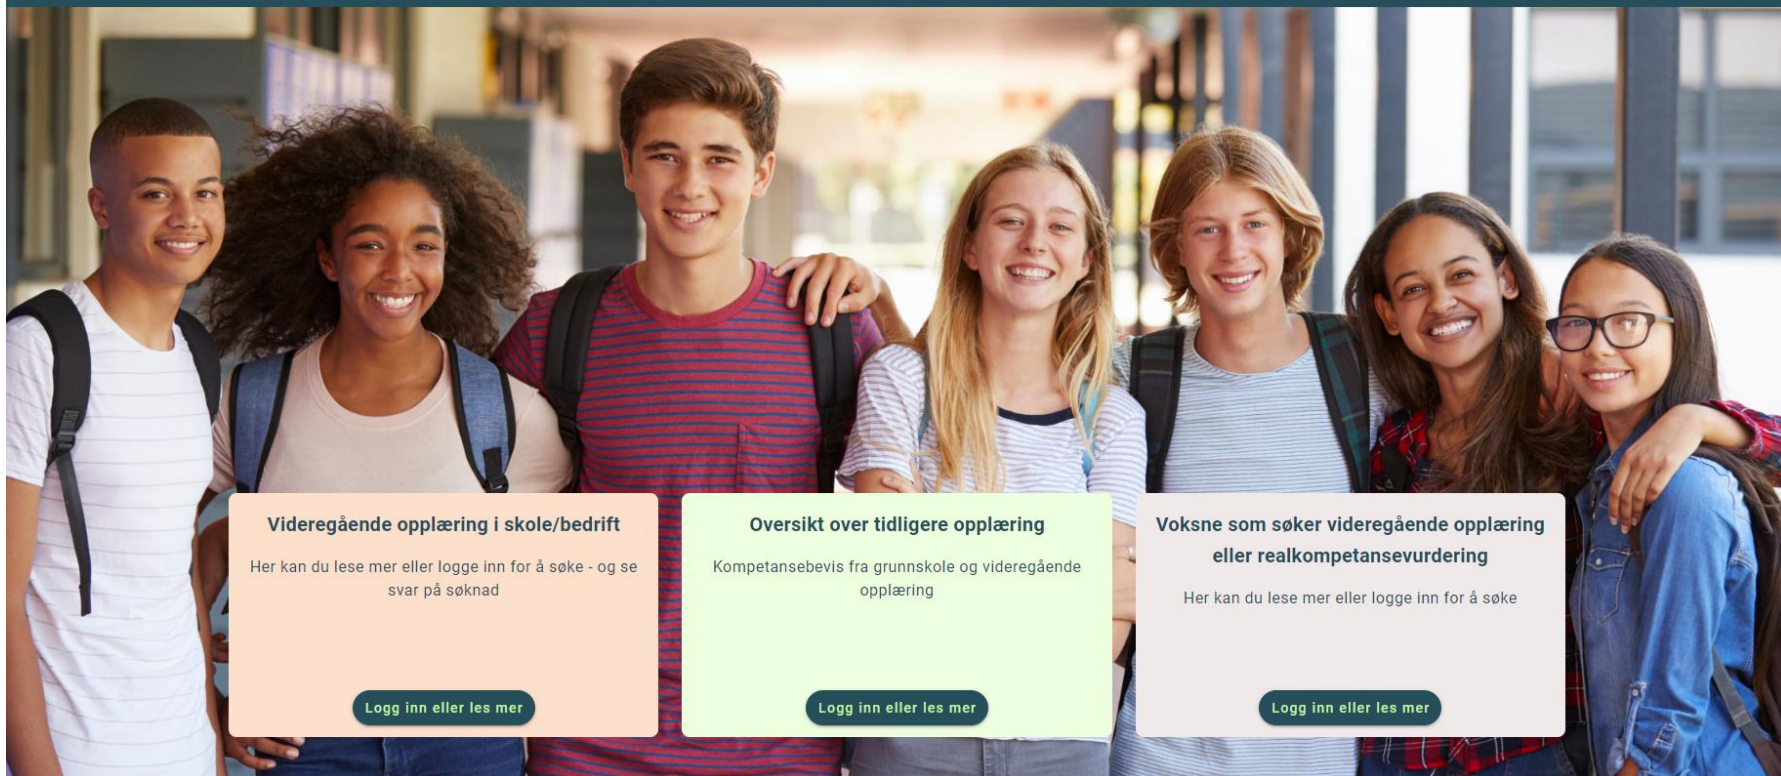 Videregående opplæring i skole/bedrift
Her kan du lese mer eller logge inn for å søke - og se
svar på søknad
Logg inn eller les mer
Oversikt over tidligere opplæring
Kompetansebevis fra grunnskole og videregående
opplæring
Logg inn eller les mer
Voksne som søker videregående opplæring
eller realkompetansevurdering
Her kan du lese mer eller logge inn for å søke
Logg inn eller les mer